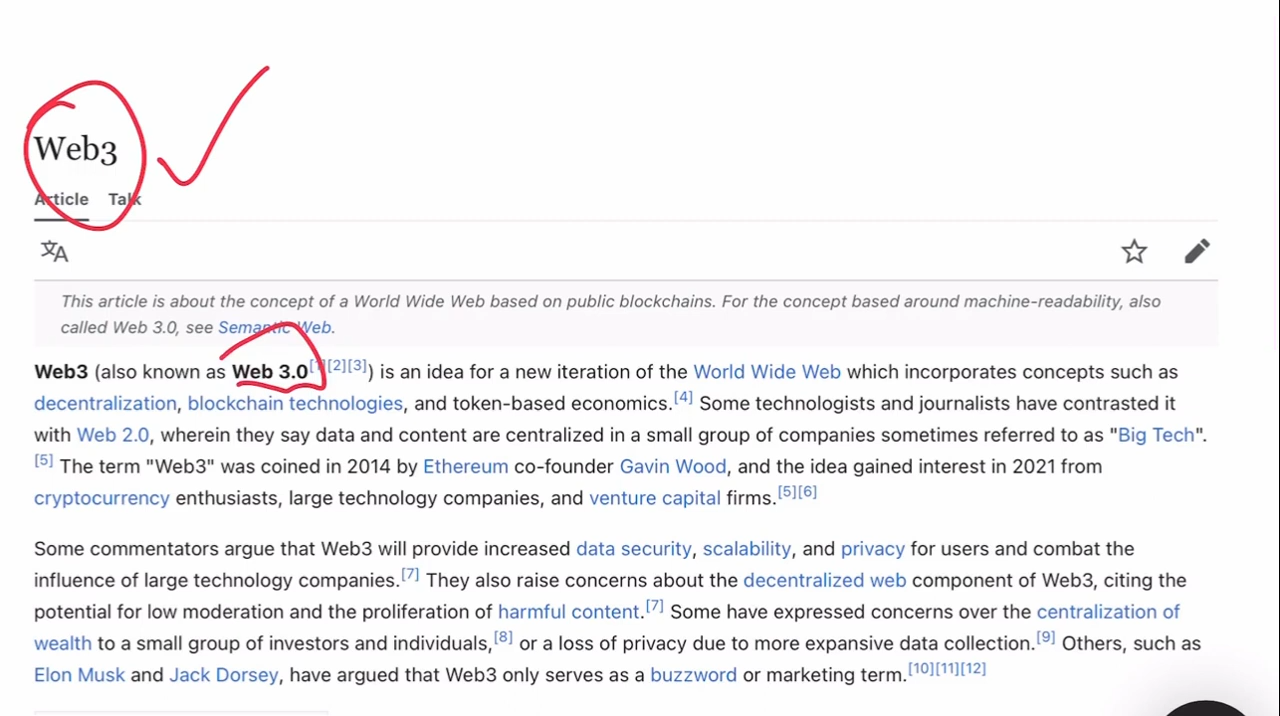 Web3
Article Talk
This article is about the concept of a World Wide Web based on public blockchains. For the concept based around machine-readability, also
called Web 3.0, see Semantic Web.
Web3 (also known as Web 3.0[1][2][3]) is an idea for a new iteration of the World Wide Web which incorporates concepts such as
decentralization, blockchain technologies, and token-based economics.[4] Some technologists and journalists have contrasted it
with Web 2.0, wherein they say data and content are centralized in a small group of companies sometimes referred to as "Big Tech".
[5] The term "Web3" was coined in 2014 by Ethereum co-founder Gavin Wood, and the idea gained interest in 2021 from
cryptocurrency enthusiasts, large technology companies, and venture capital firms.[5][6]
Some commentators argue that Web3 will provide increased data security, scalability, and privacy for users and combat the
influence of large technology companies.[7] They also raise concerns about the decentralized web component of Web3, citing the
potential for low moderation and the proliferation of harmful content.[7] Some have expressed concerns over the centralization of
wealth to a small group of investors and individuals,[8] or a loss of privacy due to more expansive data collection.[9] Others, such as
Elon Musk and Jack Dorsey, have argued that Web3 only serves as a buzzword or marketing term.[10][11][12]